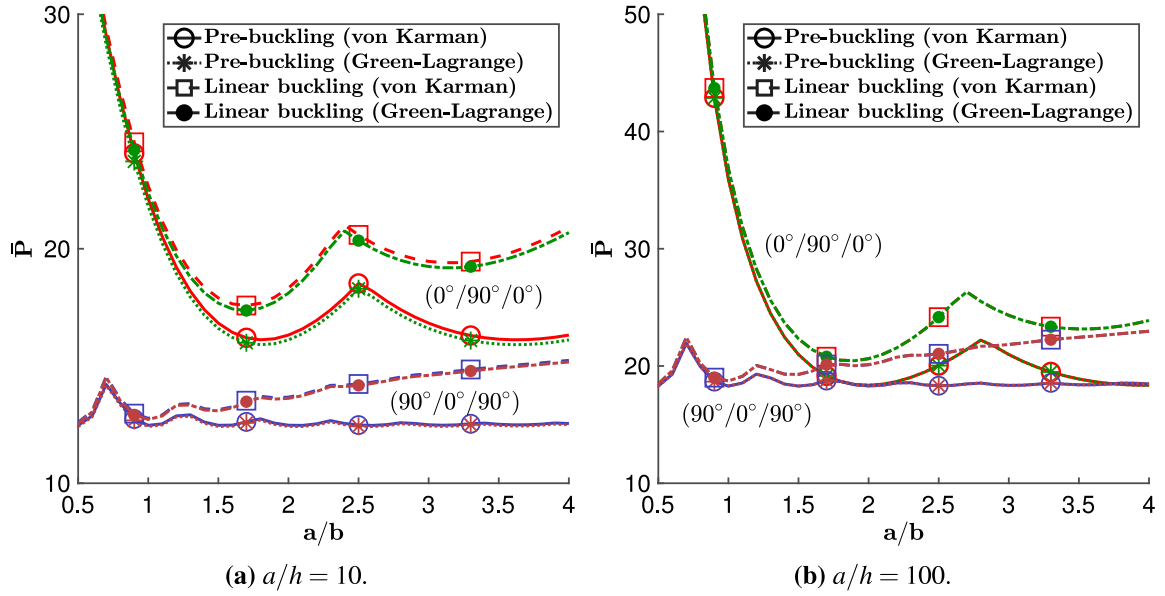 30
20
10
P̄
Pre-buckling (von Karman)
Pre-buckling (Green-Lagrange)
Linear buckling (von Karman)
Linear buckling (Green-Lagrange)
(0°/90°/0°)
(90°/0°/90°)
0.5 1 1.5 2 2.5 3 3.5 4
a/b
(a) a/h = 10.
50
40
30
20
10
P̄
Pre-buckling (von Karman)
Pre-buckling (Green-Lagrange)
Linear buckling (von Karman)
Linear buckling (Green-Lagrange)
(0°/90°/0°)
(90°/0°/90°)
0.5 1 1.5 2 2.5 3 3.5 4
a/b
(b) a/h = 100.